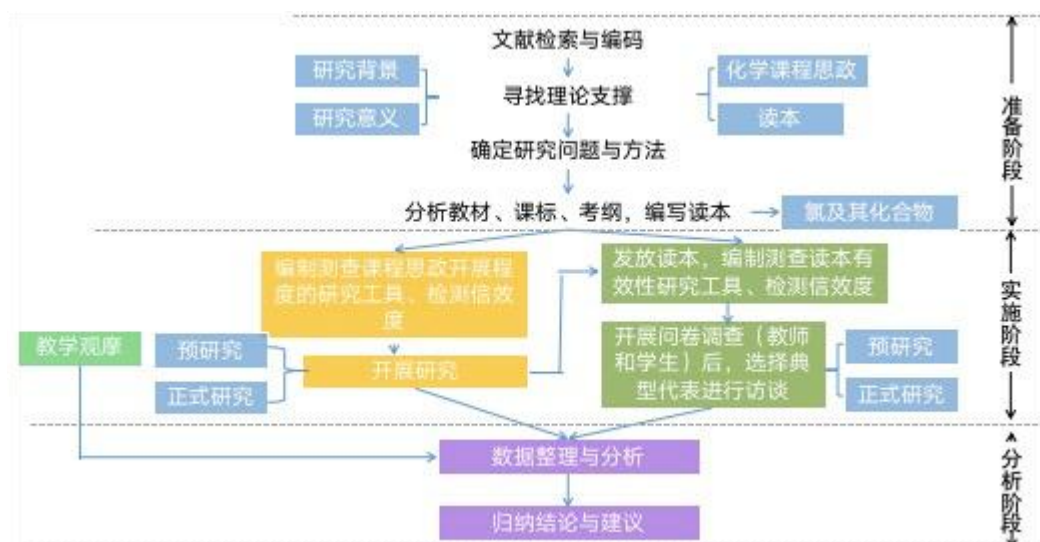 文献检索与编码
研究背景
化学课程思政
寻找理论支撑
研究意义
读本
确定研究问题与方法
分析教材、课标、考纲，编写读本
氯及其化合物
准备阶段
编制测查课程思政开展程
度的研究工具、检测信效
度
发放读本，编制测查读本有
效性研究工具、检测信效度
教学观摩
预研究
正式研究
开展研究
开展问卷调查（教师
和学生）后，选择典
型代表进行访谈
预研究
正式研究
实施阶段
数据整理与分析
归纳结论与建议
分析阶段